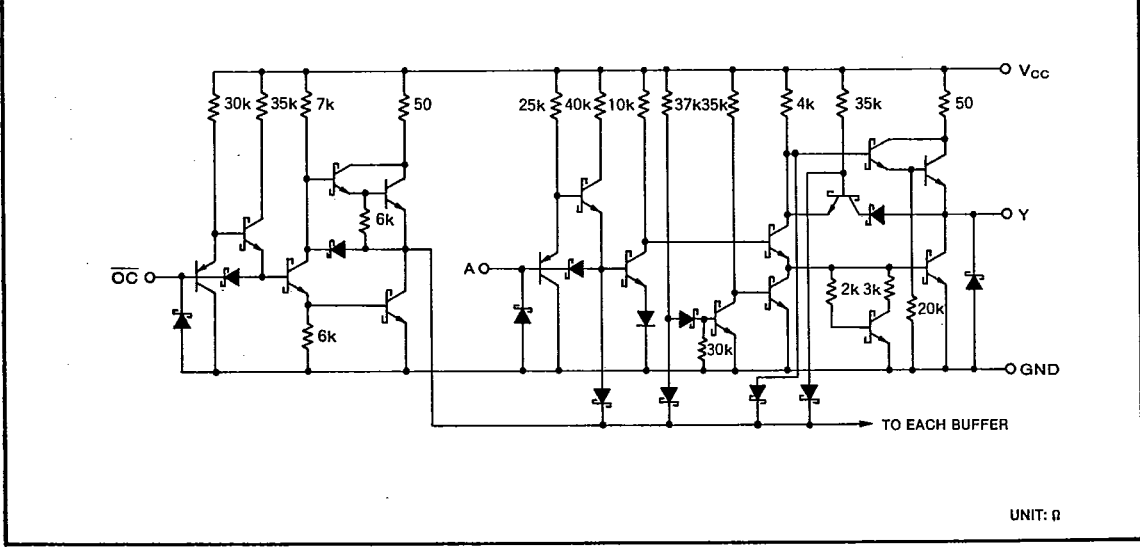 VCC
30k 35k 7k 50 25k 40k 10k 37k 35k 4k 35k 50
6k
Y
OC A
2k 3k
20k
6k
30k
GND
TO EACH BUFFER
UNIT: Ω